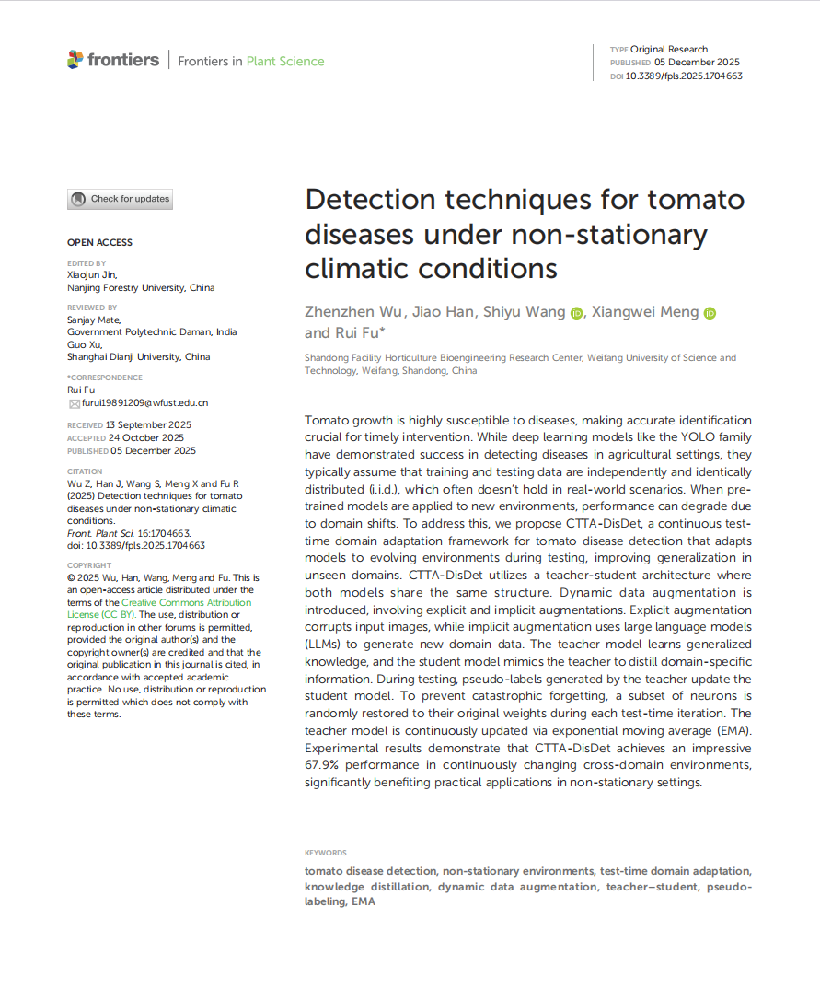 frontiers | Frontiers in Plant Science
TYPE Original Research
PUBLISHED 05 December 2025
DOI 10.3389/fpls.2025.1704663
Check for updates
OPEN ACCESS
EDITED BY
Xiaojun Jin,
Nanjing Forestry University, China
REVIEWED BY
Sanjay Mate,
Government Polytechnic Daman, India
Guo Xu,
Shanghai Dianji University, China
*CORRESPONDENCE
Rui Fu
furui19891209@wfust.edu.cn
RECEIVED 13 September 2025
ACCEPTED 24 October 2025
PUBLISHED 05 December 2025
CITATION
Wu Z, Han J, Wang S, Meng X and Fu R
(2025) Detection techniques for tomato
diseases under non-stationary climatic
conditions.
Front. Plant Sci. 16:1704663.
doi: 10.3389/fpls.2025.1704663
COPYRIGHT
© 2025 Wu, Han, Wang, Meng and Fu. This is
an open-access article distributed under the
terms of the Creative Commons Attribution
License (CC BY). The use, distribution or
reproduction in other forums is permitted,
provided the original author(s) and the
copyright owner(s) are credited and that the
original publication in this journal is cited, in
accordance with accepted academic
practice. No use, distribution or reproduction
is permitted which does not comply with
these terms.
Detection techniques for tomato
diseases under non-stationary
climatic conditions
Zhenzhen Wu, Jiao Han, Shiyu Wang iD, Xiangwei Meng iD
and Rui Fu*
Shandong Facility Horticulture Bioengineering Research Center, Weifang University of Science and
Technology, Weifang, Shandong, China
Tomato growth is highly susceptible to diseases, making accurate identification
crucial for timely intervention. While deep learning models like the YOLO family
have demonstrated success in detecting diseases in agricultural settings, they
typically assume that training and testing data are independently and identically
distributed (i.i.d.), which often doesn't hold in real-world scenarios. When pre-
trained models are applied to new environments, performance can degrade due
to domain shifts. To address this, we propose CTTA-DisDet, a continuous test-
time domain adaptation framework for tomato disease detection that adapts
models to evolving environments during testing, improving generalization in
unseen domains. CTTA-DisDet utilizes a teacher-student architecture where
both models share the same structure. Dynamic data augmentation is
introduced, involving explicit and implicit augmentations. Explicit augmentation
corrupts input images, while implicit augmentation uses large language models
(LLMs) to generate new domain data. The teacher model learns generalized
knowledge, and the student model mimics the teacher to distill domain-specific
information. During testing, pseudo-labels generated by the teacher update the
student model. To prevent catastrophic forgetting, a subset of neurons is
randomly restored to their original weights during each test-time iteration. The
teacher model is continuously updated via exponential moving average (EMA).
Experimental results demonstrate that CTTA-DisDet achieves an impressive
67.9% performance in continuously changing cross-domain environments,
significantly benefiting practical applications in non-stationary settings.
KEYWORDS
tomato disease detection, non-stationary environments, test-time domain adaptation,
knowledge distillation, dynamic data augmentation, teacher–student, pseudo-
labeling, EMA